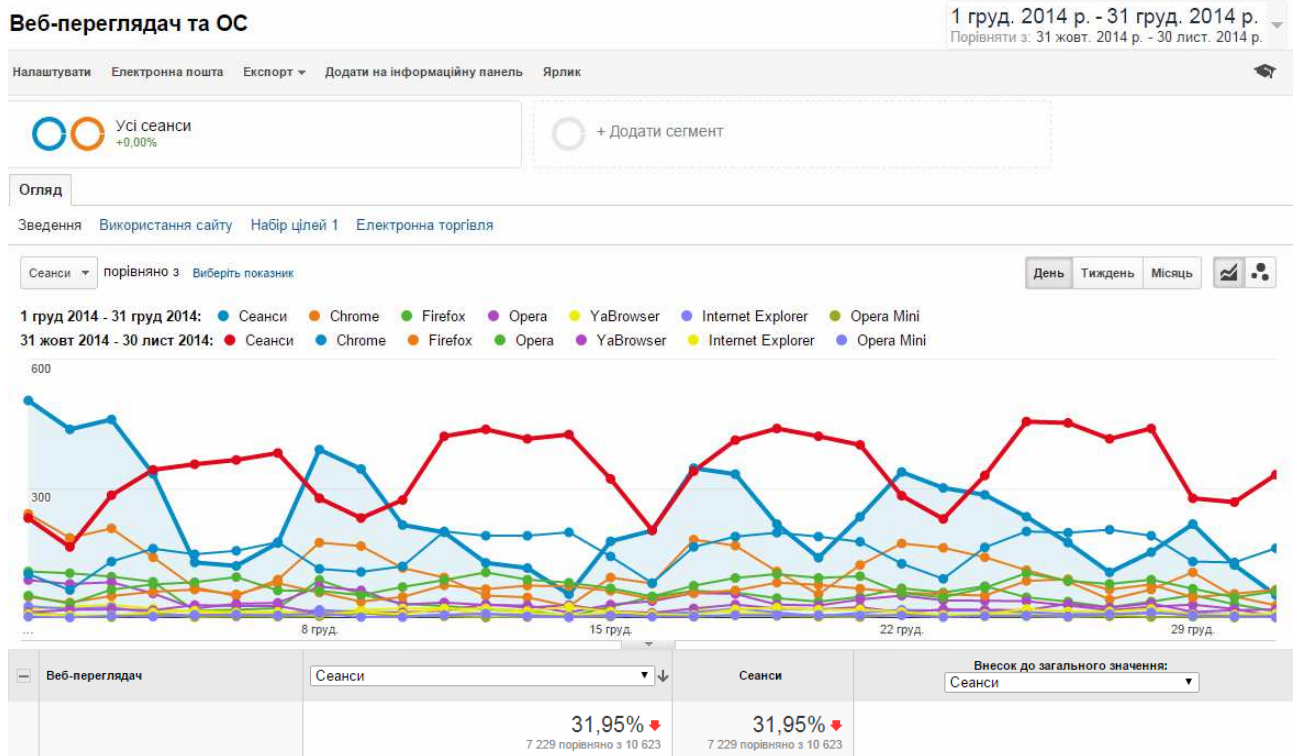 Веб-переглядач та ОС
1 груд. 2014 р. - 31 груд. 2014 р.
Порівняти з: 31 жовт. 2014 р. - 30 лист. 2014 р.
Налаштувати Електронна пошта Експорт Додати на інформаційну панель Ярлик
Усі сеанси
+0,00%
+ Додати сегмент
Огляд
Зведення Використання сайту Набір цілей 1 Електронна торгівля
Сеанси порівняно з Виберіть показник
День Тиждень Місяць
1 груд 2014 - 31 груд 2014: Сеанси Chrome Firefox Opera YaBrowser Internet Explorer Opera Mini
31 жовт 2014 - 30 лист 2014: Сеанси Chrome Firefox Opera YaBrowser Internet Explorer Opera Mini
600
300
... 8 груд. 15 груд. 22 груд. 29 груд.
Веб-переглядач Сеанси Сеанси Внесок до загального значення:
Сеанси
31,95% 31,95%
7 229 порівняно з 10 623 7 229 порівняно з 10 623